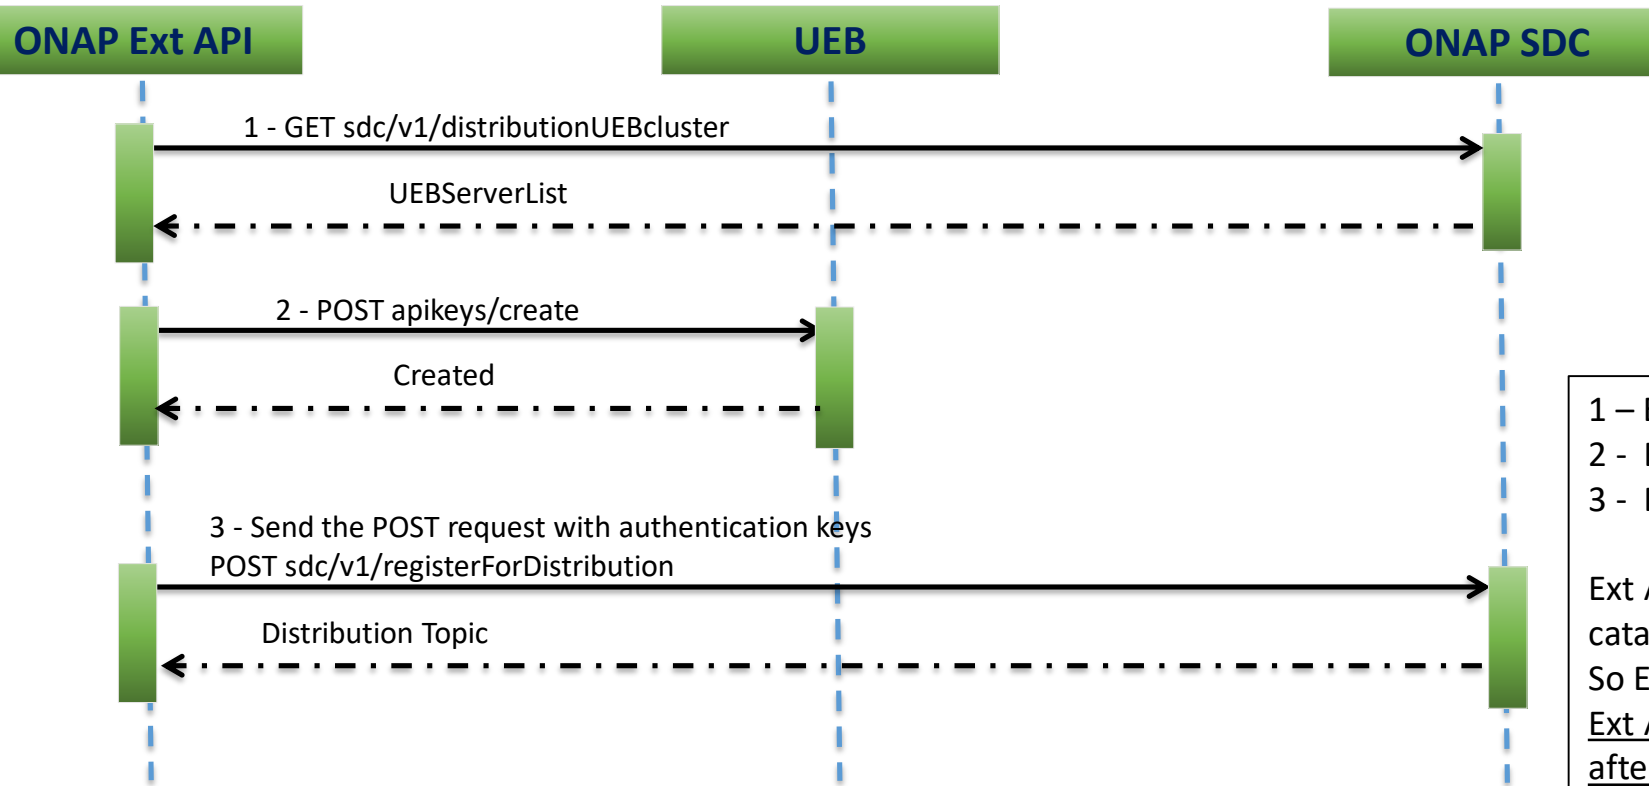 ONAP Ext API
UEB
ONAP SDC
1 - GET sdc/v1/distributionUEBcluster
UEBServerList
2 - POST apikeys/create
Created
3 - Send the POST request with authentication keys
POST sdc/v1/registerForDistribution
Distribution Topic
1 –
2 -
3 -
Ext
So
Ext